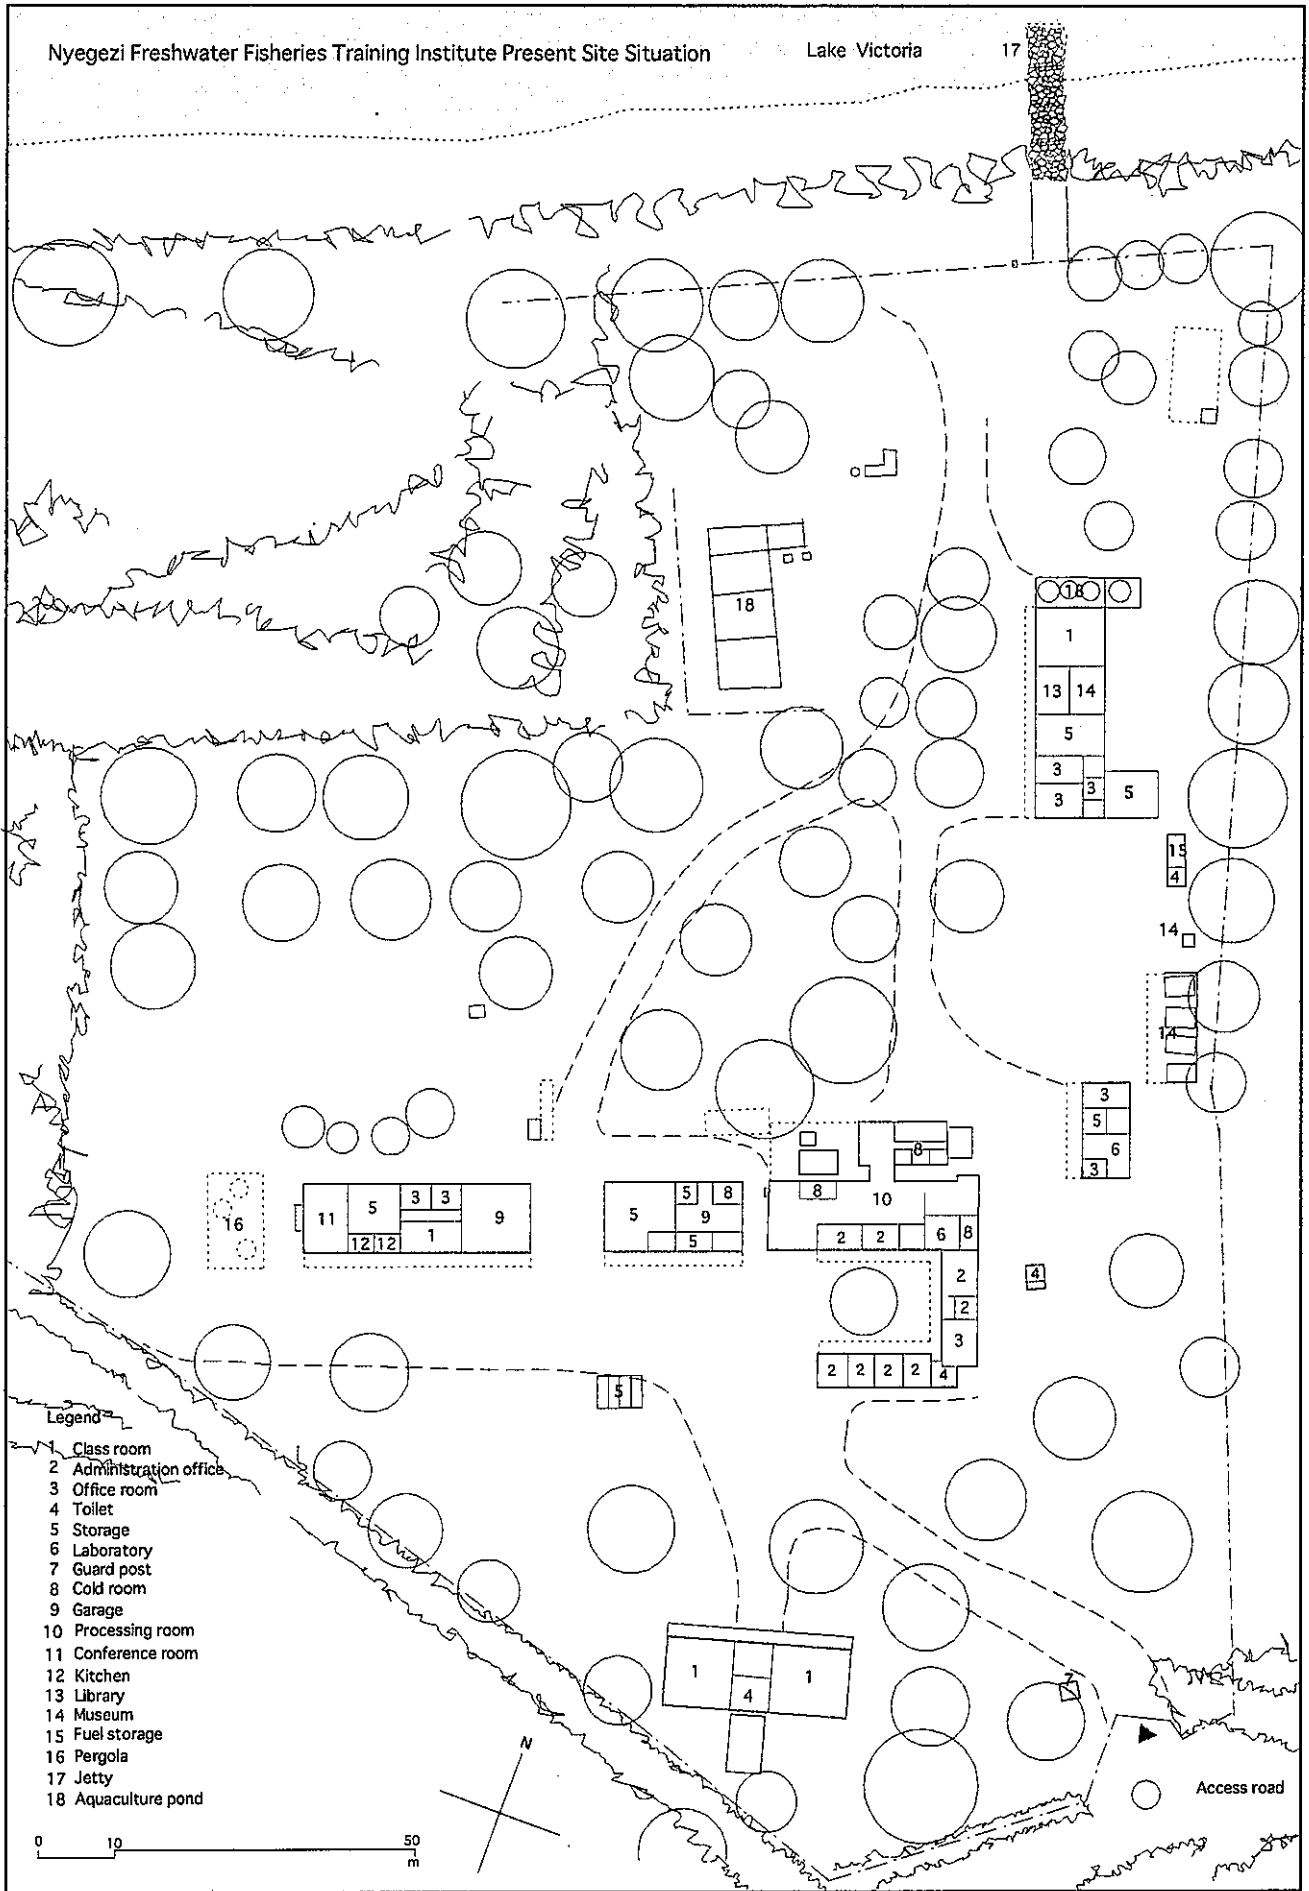 Nyegezi Freshwater Fisheries Training Institute Present Site Situation
Lake Victoria
17
18
18
1
13 14
5
3
3 3 5
15
4
14
14
3
5
6
3
8
16
11 5 3 3 9
12 12 1
5 5 8
9
5
8 10
2 2 6 8
2
2
3
2 2 2 2 4
4
5
1 4 1
7
Legend
1 Class room
2 Administration office
3 Office room
4 Toilet
5 Storage
6 Laboratory
7 Guard post
8 Cold room
9 Garage
10 Processing room
11 Conference room
12 Kitchen
13 Library
14 Museum
15 Fuel storage
16 Pergola
17 Jetty
18 Aquaculture pond
N
Access road
0 10 50
m